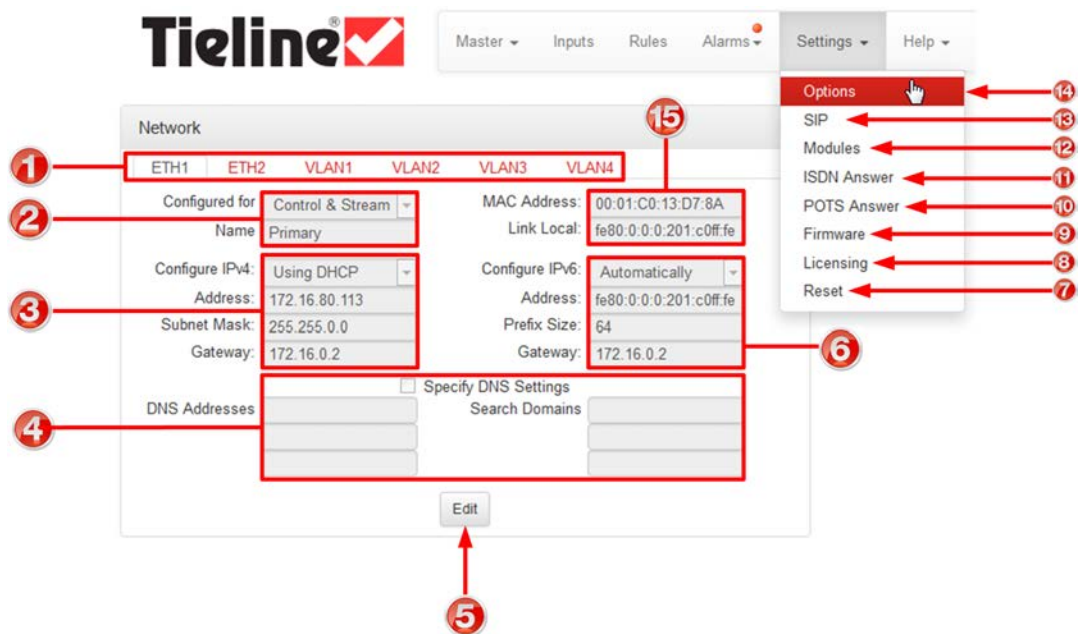 Tieline®
Master Inputs Rules Alarms Settings Help
Options 14
SIP 13
Modules 12
ISDN Answer 11
POTS Answer 10
Firmware 9
Licensing 8
Reset 7
Network
15
1 ETH1 ETH2 VLAN1 VLAN2 VLAN3 VLAN4
2
Configured for Control & Stream MAC Address: 00:01:C0:13:D7:8A
Name Primary Link Local: fe80:0:0:0:201:c0ff:fe
3
Configure IPv4: Using DHCP Configure IPv6: Automatically
Address: 172.16.80.113 Address: fe80:0:0:0:201:c0ff:fe
Subnet Mask: 255.255.0.0 Prefix Size: 64
Gateway: 172.16.0.2 Gateway: 172.16.0.2
6
4
Specify DNS Settings
DNS Addresses Search Domains
Edit
5